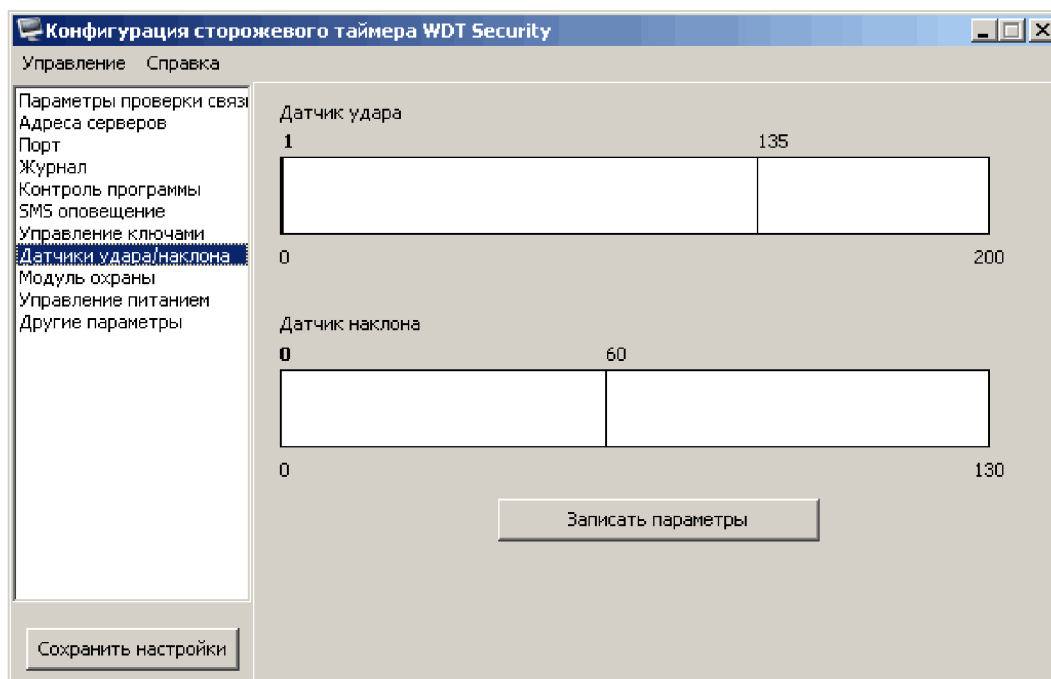 Конфигурация сторожевого таймера WDT Security
Управление Справка
Параметры проверки связи
Адреса серверов
Порт
Журнал
Контроль программы
SMS оповещение
Управление ключами
Датчики удара/наклона
Модуль охраны
Управление питанием
Другие параметры
Сохранить настройки
Датчик удара
1 135
0 200
Датчик наклона
0 60
0 130
Записать параметры